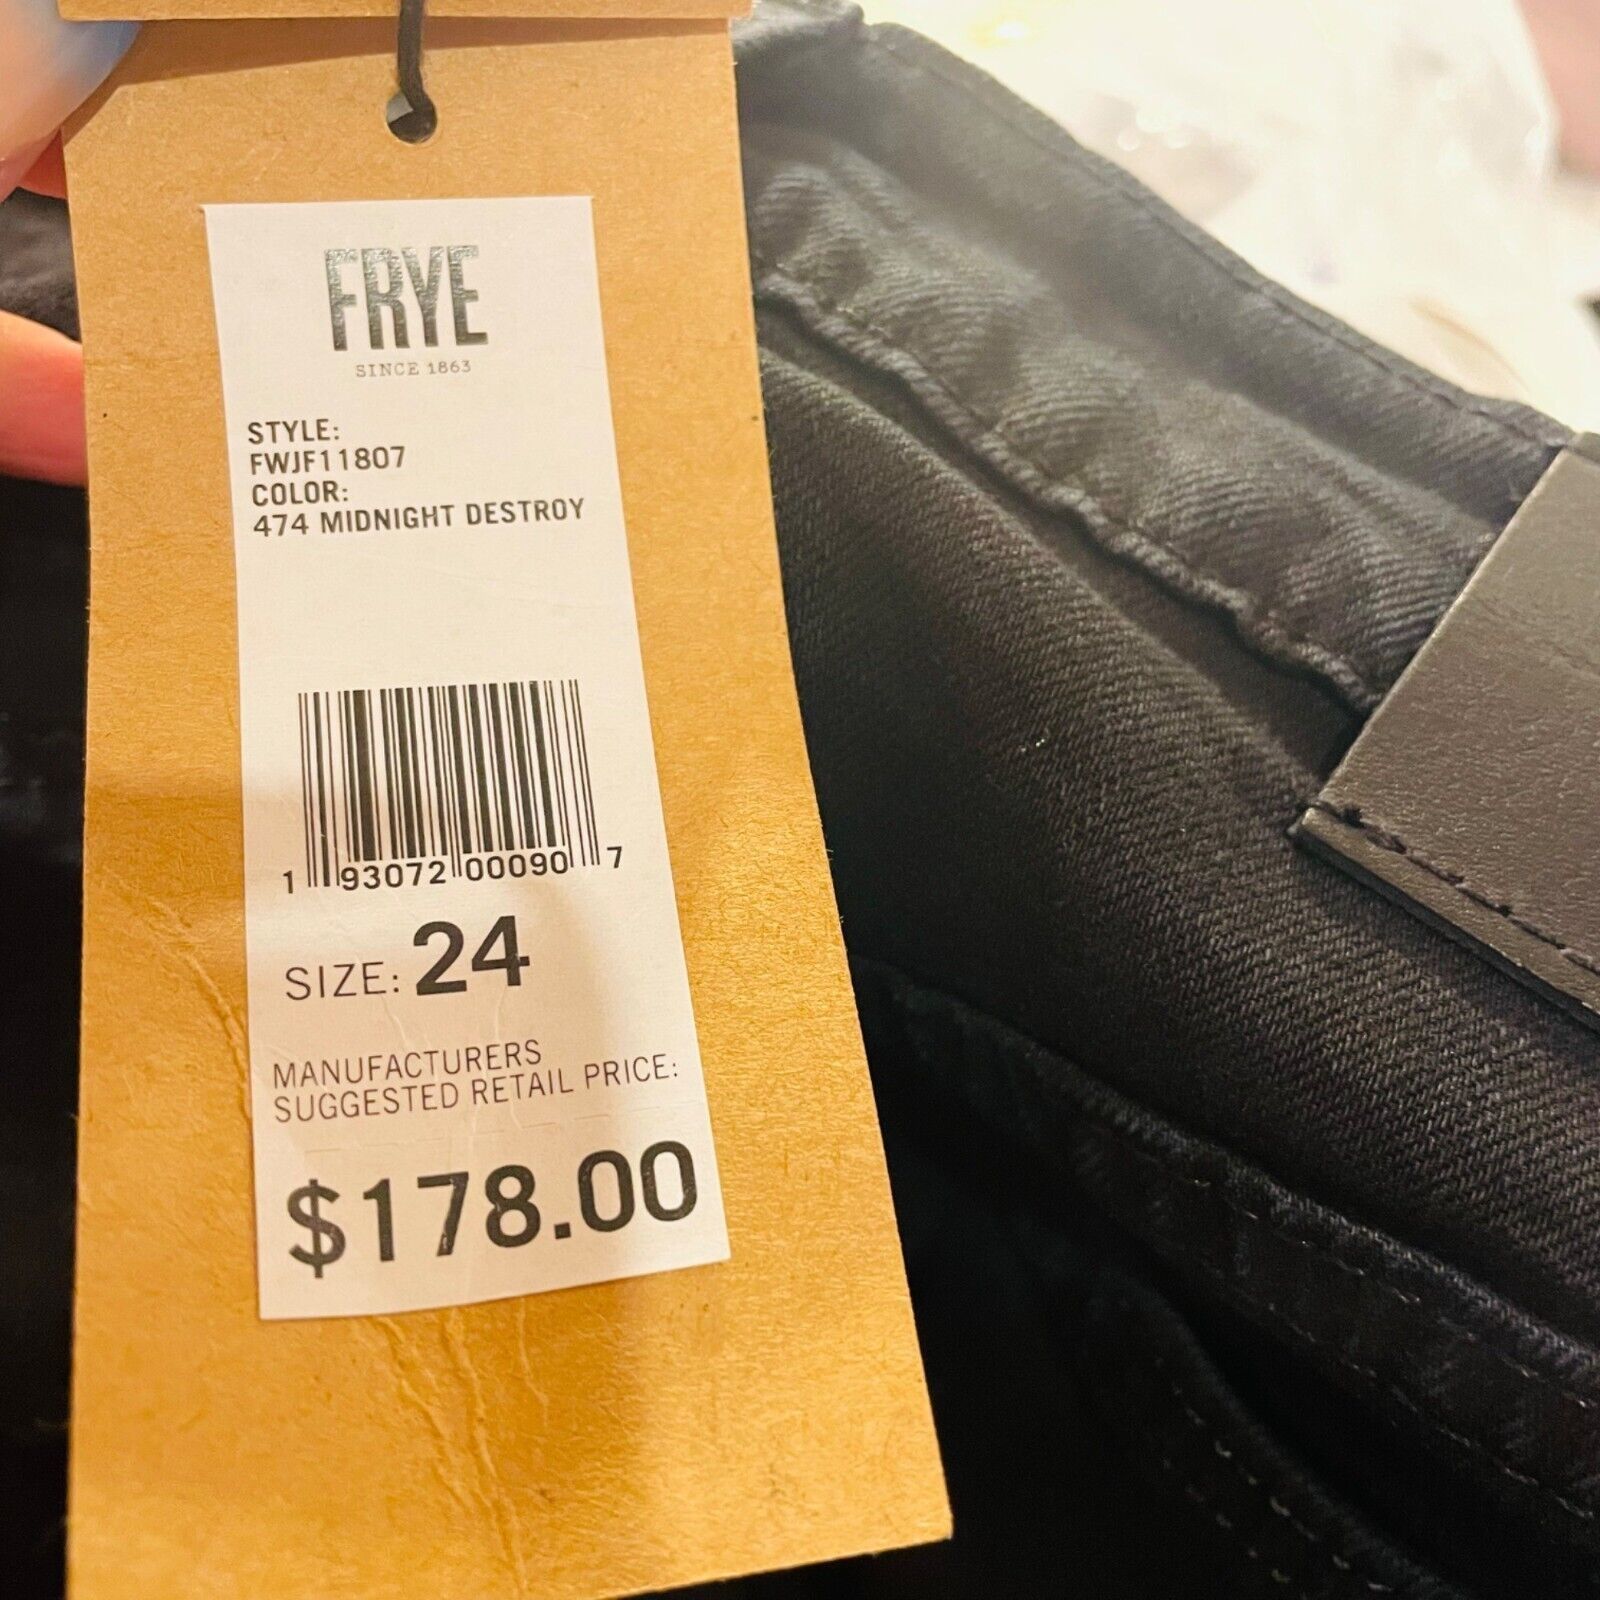 FRYE
SINCE 1863
STYLE:
FWJF11807
COLOR:
474 MIDNIGHT DESTROY
1 93072 00090 7
SIZE: 24
MANUFACTURERS
SUGGESTED RETAIL PRICE:
$178.00